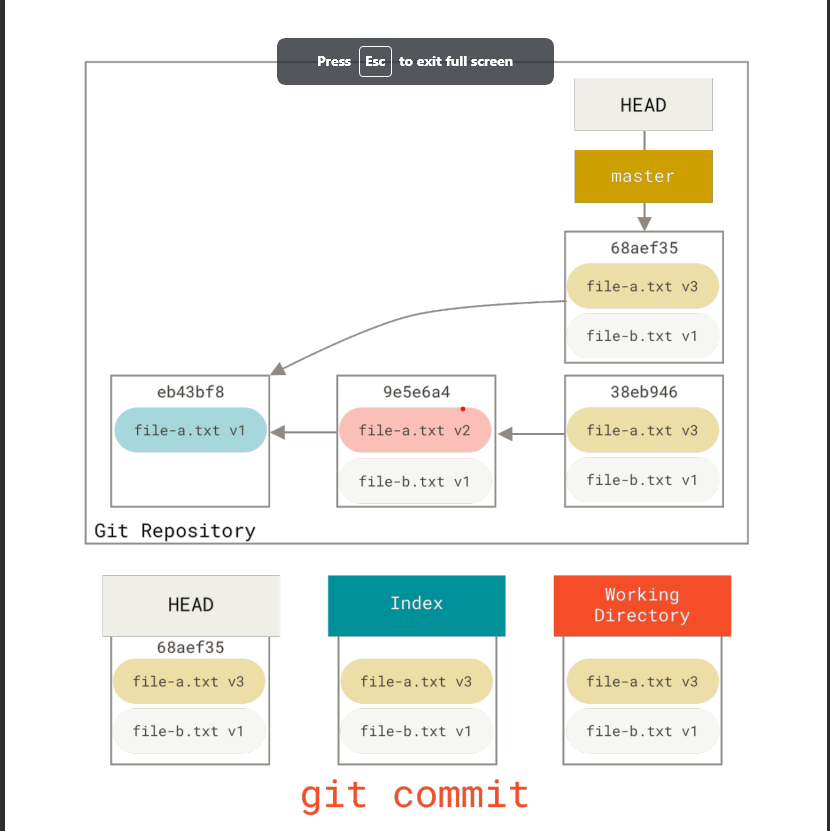 Press Esc to exit full screen
HEAD
master
68aef35
file-a.txt v3
file-b.txt v1
eb43bf8
file-a.txt v1
9e5e6a4
file-a.txt v2
file-b.txt v1
38eb946
file-a.txt v3
file-b.txt v1
Git Repository
HEAD
68aef35
file-a.txt v3
file-b.txt v1
Index
file-a.txt v3
file-b.txt v1
Working
Directory
file-a.txt v3
file-b.txt v1
git commit